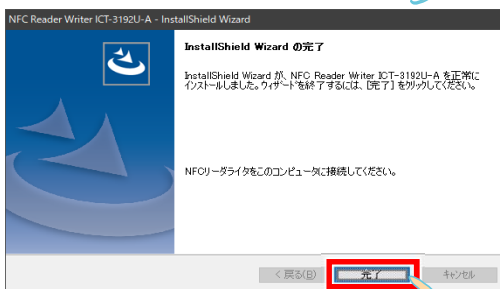 NFC Reader Writer ICT-3192U-A - InstallShield Wizard
InstallShield Wizard の完了
InstallShield Wizard が、NFC Reader Writer ICT-3192U-A を正常に
インストールしました。ウィザードを終了するには、[完了] をクリックしてください。
NFCリーダライタをこのコンピュータに接続してください。
< 戻る(B)
完了
キャンセル